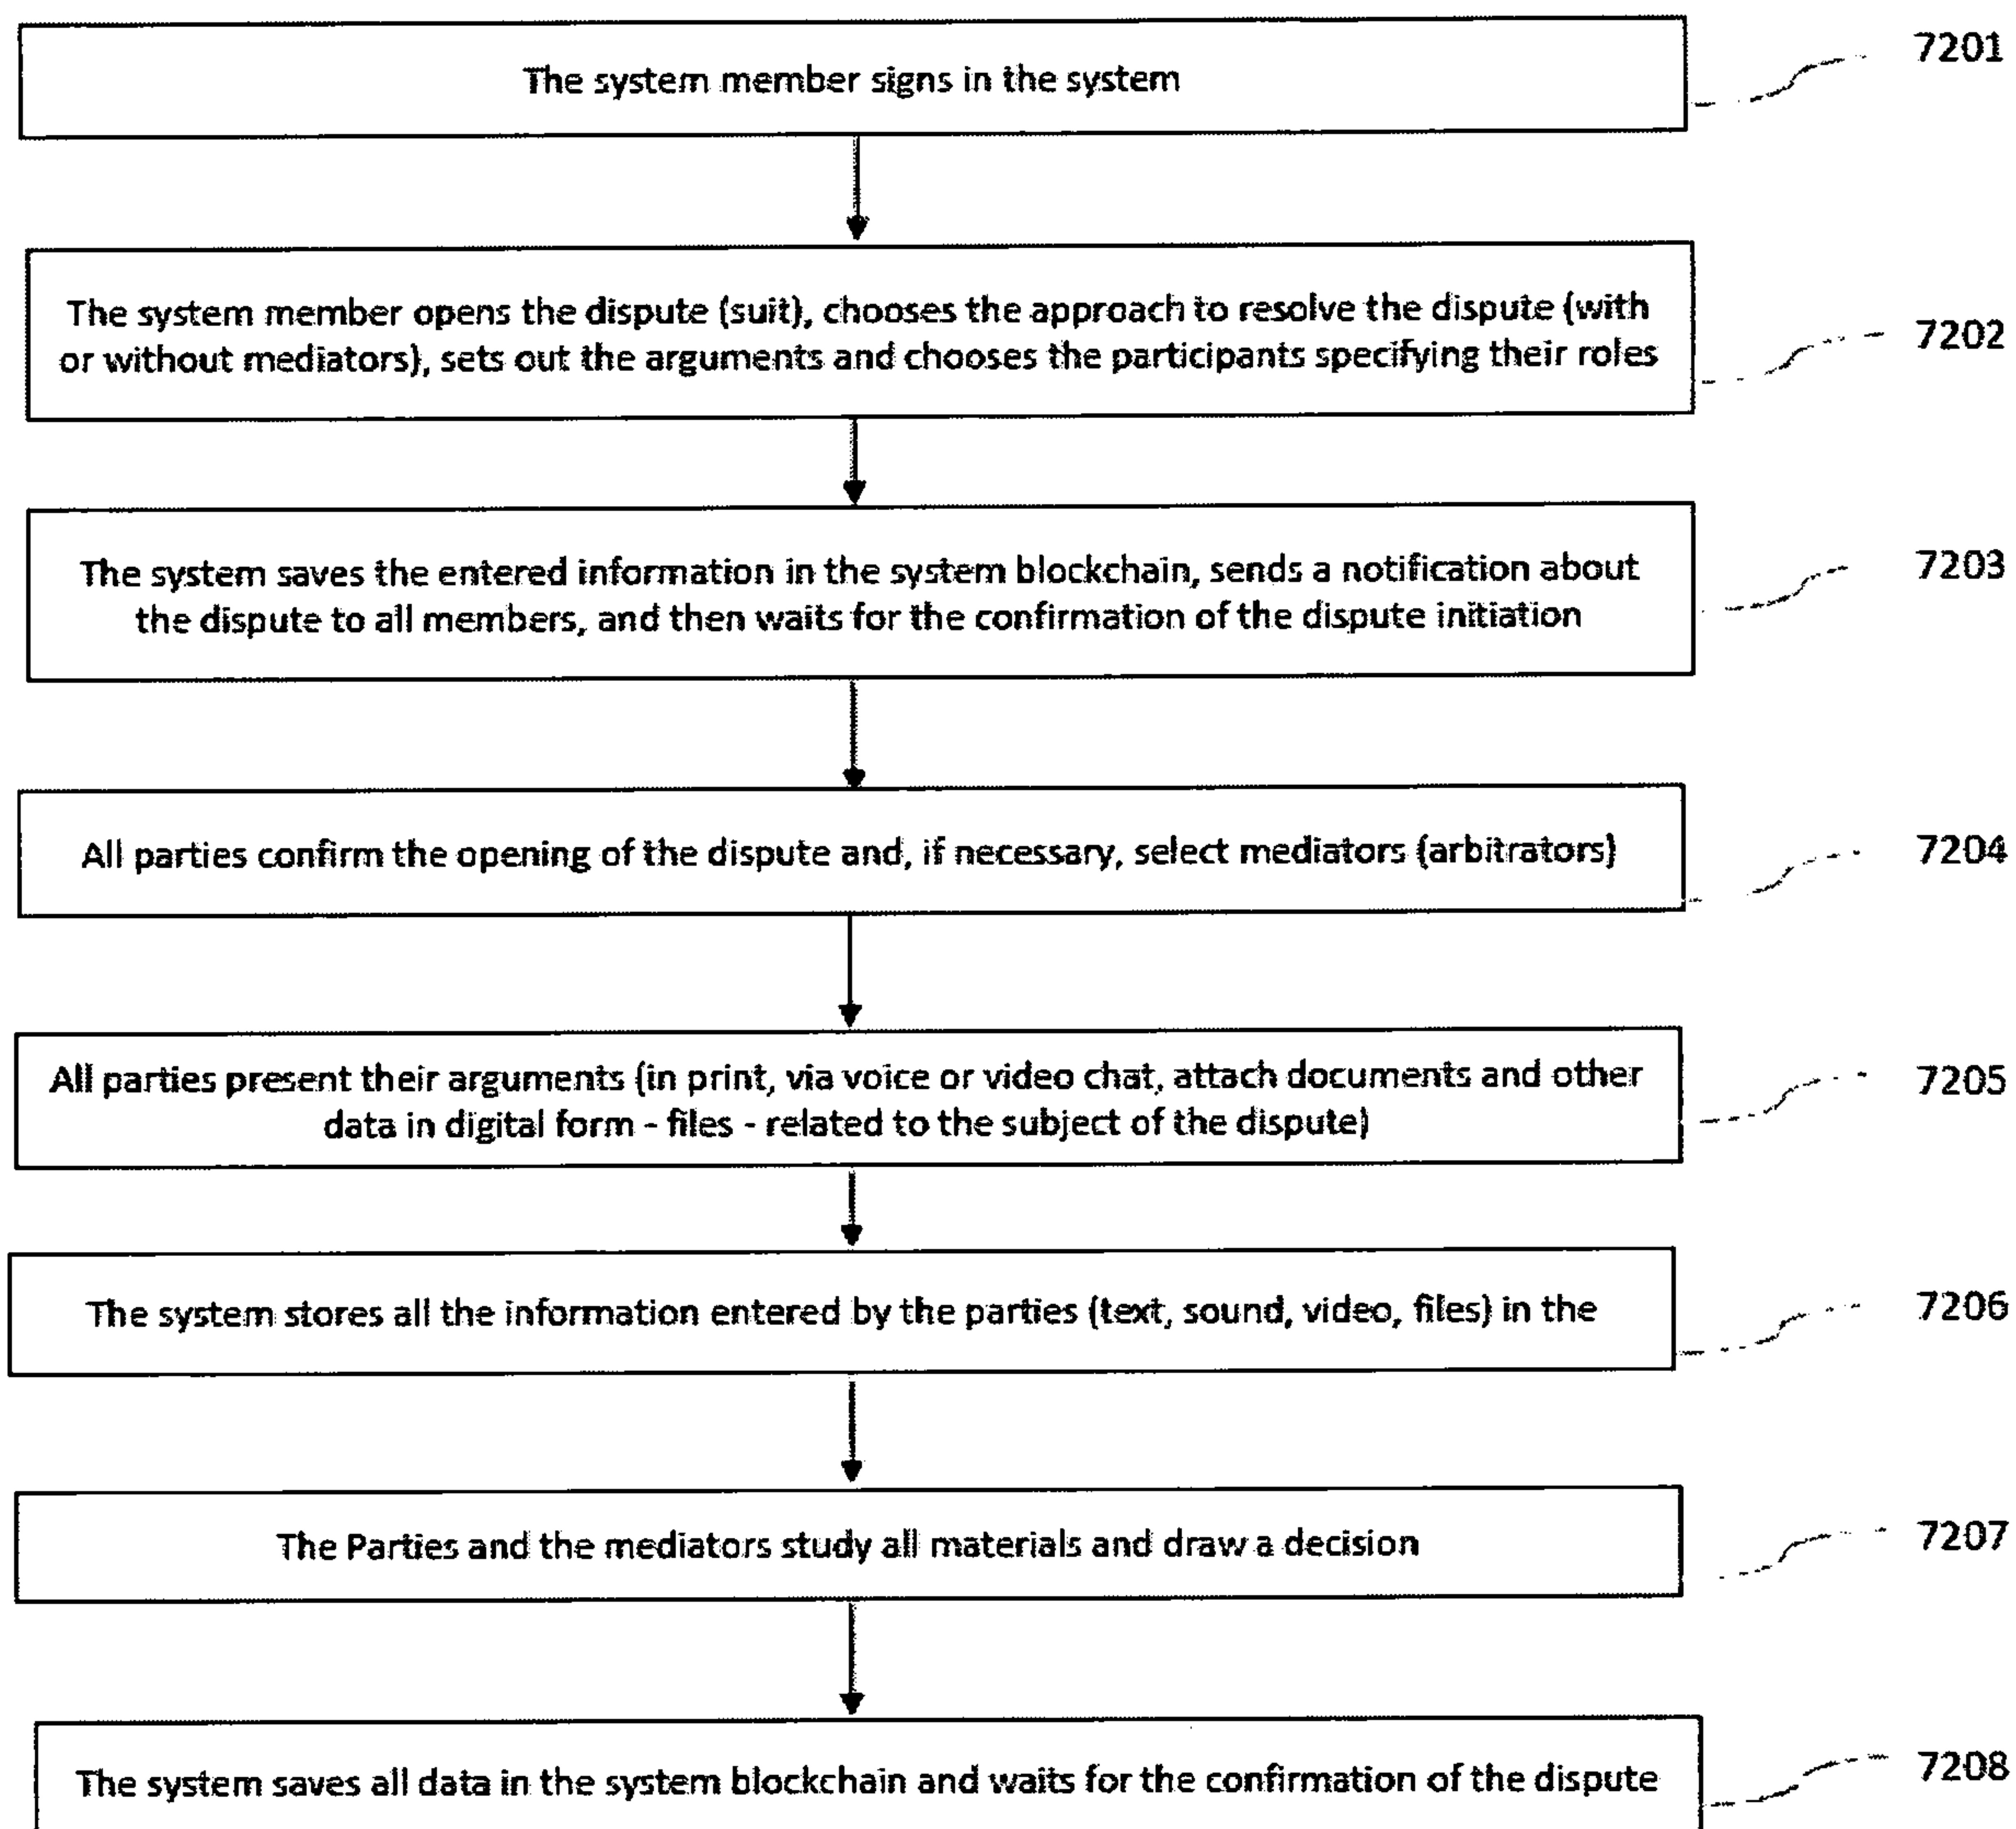 The system member signs in the system
7201
The system member opens the dispute (suit), chooses the approach to resolve the dispute (with
or without mediators), sets out the arguments and chooses the participants specifying their roles
7202
The system saves the entered information in the system blockchain, sends a notification about
the dispute to all members, and then waits for the confirmation of the dispute initiation
7203
All parties confirm the opening of the dispute and, if necessary, select mediators (arbitrators)
7204
All parties present their arguments (in print, via voice or video chat, attach documents and other
data in digital form - files - related to the subject of the dispute)
7205
The system stores all the information entered by the parties (text, sound, video, files) in the
7206
The Parties and the mediators study all materials and draw a decision
7207
The system saves all data in the system blockchain and waits for the confirmation of the dispute
7208